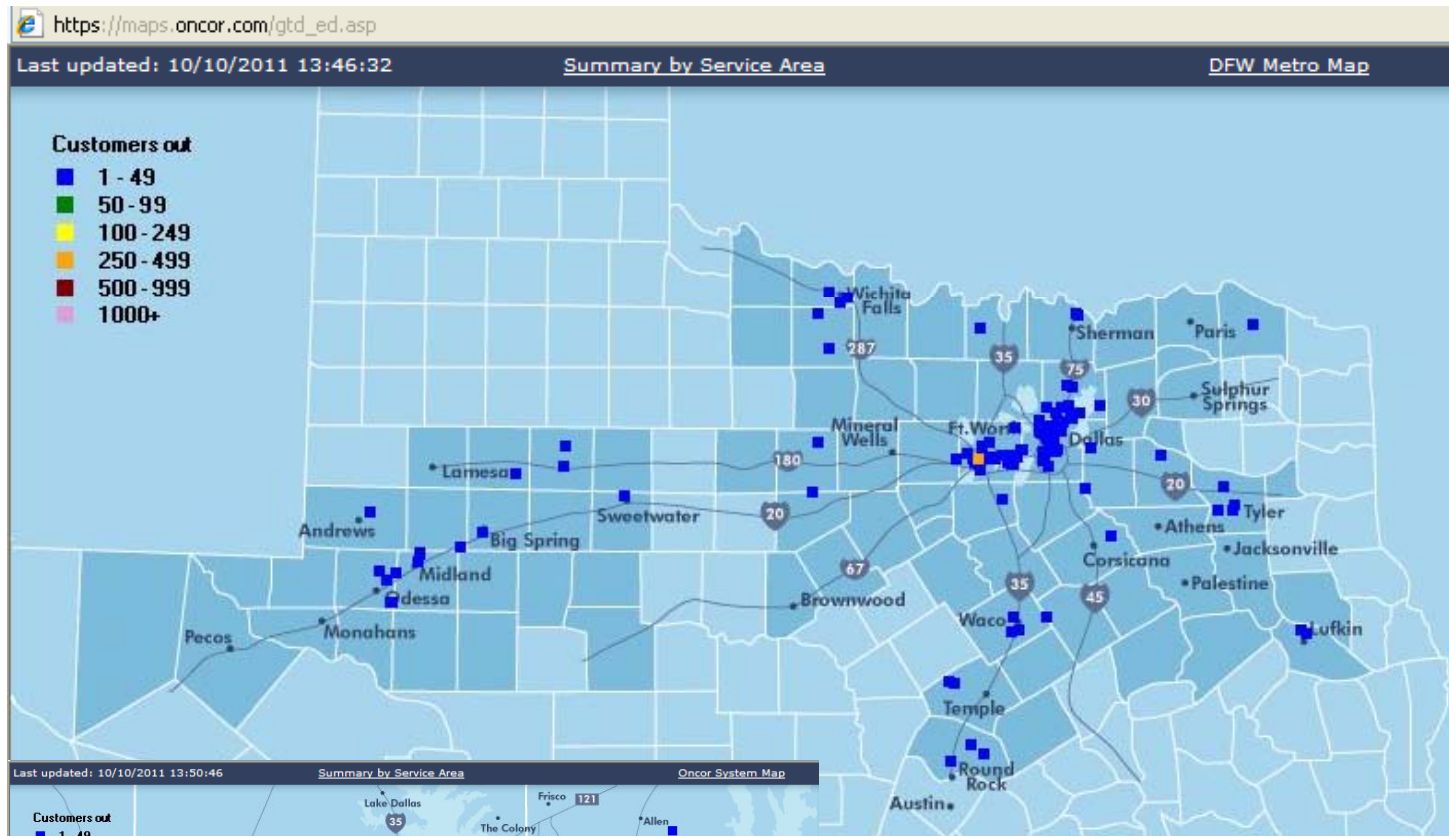 https://maps.oncor.com/gtd_ed.asp
Last updated: 10/10/2011 13:46:32 Summary by Service Area DFW Metro Map
Customers out
1 - 49
50 - 99
100 - 249
250 - 499
500 - 999
1000+
Wichita
Falls
287
35
Sherman
75
Paris
Sulphur
Springs
30
Mineral
Wells
Ft. Wor
Dallas
Lamesa
180
20
Sweetwater
20
Tyler
Andrews
Big Spring
Athens
Midland
Corsicana
Jacksonville
Odessa
67
35
45
Palestine
Brownwood
Waco
Pecos
Monahans
Lufkin
Temple
Round
Rock
Austin
Last updated: 10/10/2011 13:50:46 Summary by Service Area Oncor System Map
Lake Dallas
Frisco 121
35
The Colony
Allen
Customers out
1 - 49